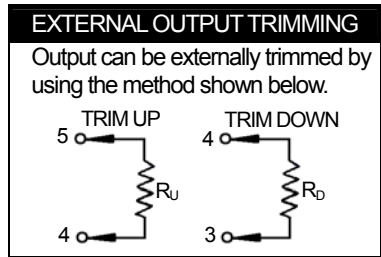 EXTERNAL OUTPUT TRIMMING
Output can be externally trimmed by
using the method shown below.
TRIM UP TRIM DOWN
5 4
RU RD
4 3